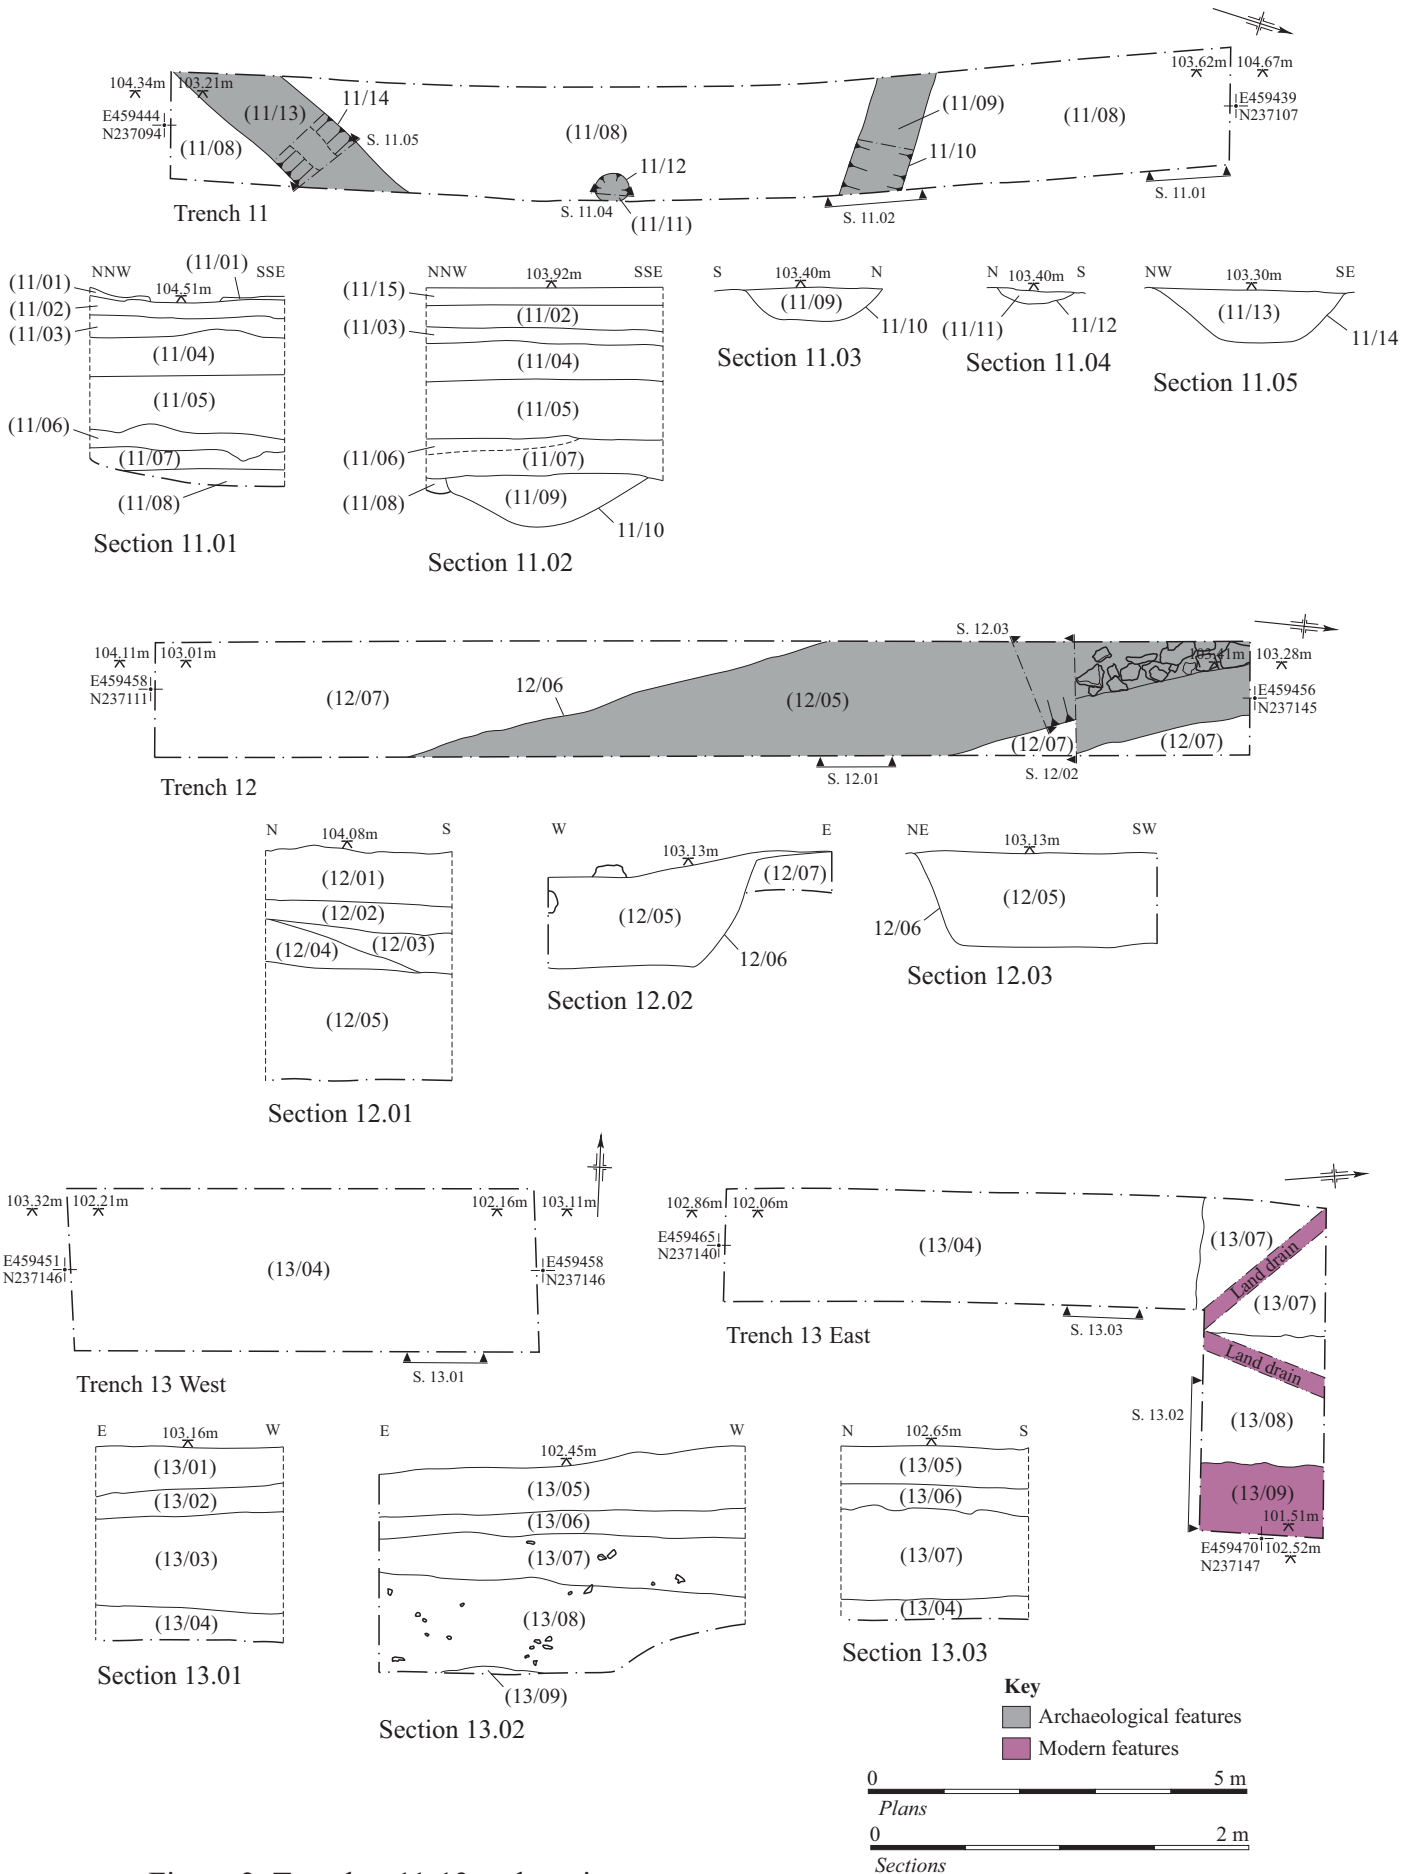 104.34m
103.21m
E459444
N237094
(11/13)
11/14
S. 11.05
(11/08)
(11/08)
11/12
S. 11.04
(11/11)
(11/09)
11/10
S. 11.02
(11/08)
S. 11.01
103.62m
104.67m
E459439
N237107
Trench 11
NNW
(11/01)
SSE
(11/01)
104.51m
(11/02)
(11/03)
(11/04)
(11/05)
(11/06)
(11/07)
(11/08)
Section 11.01
NNW
103.92m
SSE
(11/15)
(11/02)
(11/03)
(11/04)
(11/05)
(11/06)
(11/07)
(11/08)
(11/09)
11/10
Section 11.02
S
103.40m
N
(11/09)
11/10
Section 11.03
N
103.40m
S
(11/11)
11/12
Section 11.04
NW
103.30m
SE
(11/13)
11/14
Section 11.05
104.11m
103.01m
E459458
N237111
(12/07)
12/06
(12/05)
S. 12.03
103.41m
103.28m
E459456
N237145
(12/07)
(12/07)
S. 12.01
S. 12/02
Trench 12
N
104.08m
S
(12/01)
(12/02)
(12/03)
(12/04)
(12/05)
Section 12.01
W
103.13m
E
(12/07)
(12/05)
12/06
Section 12.02
NE
103.13m
SW
(12/05)
12/06
Section 12.03
103.32m
102.21m
102.16m
103.11m
E459451
N237146
(13/04)
E459458
N237146
Trench 13 West
S. 13.01
102.86m
102.06m
E459465
N237140
(13/04)
(13/07)
Land drain
(13/07)
Trench 13 East
S. 13.03
Land drain
S. 13.02
(13/08)
(13/09)
101.51m
E459470
N237147
102.52m
E
103.16m
W
(13/01)
(13/02)
(13/03)
(13/04)
Section 13.01
E
102.45m
W
(13/05)
(13/06)
(13/07)
(13/08)
(13/09)
Section 13.02
N
102.65m
S
(13/05)
(13/06)
(13/07)
(13/04)
Section 13.03
Key
Archaeological features
Modern features
0
5 m
Plans
0
2 m
Sections